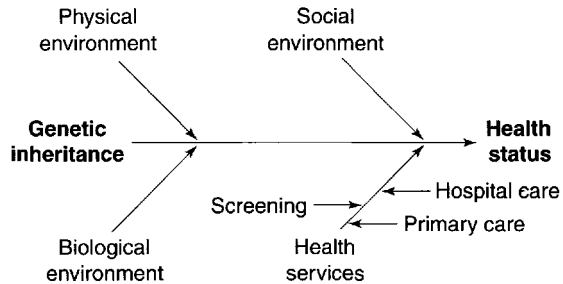 Physical
environment
Social
environment
Genetic
inheritance
Health
status
Hospital care
Screening
Primary care
Biological
environment
Health
services